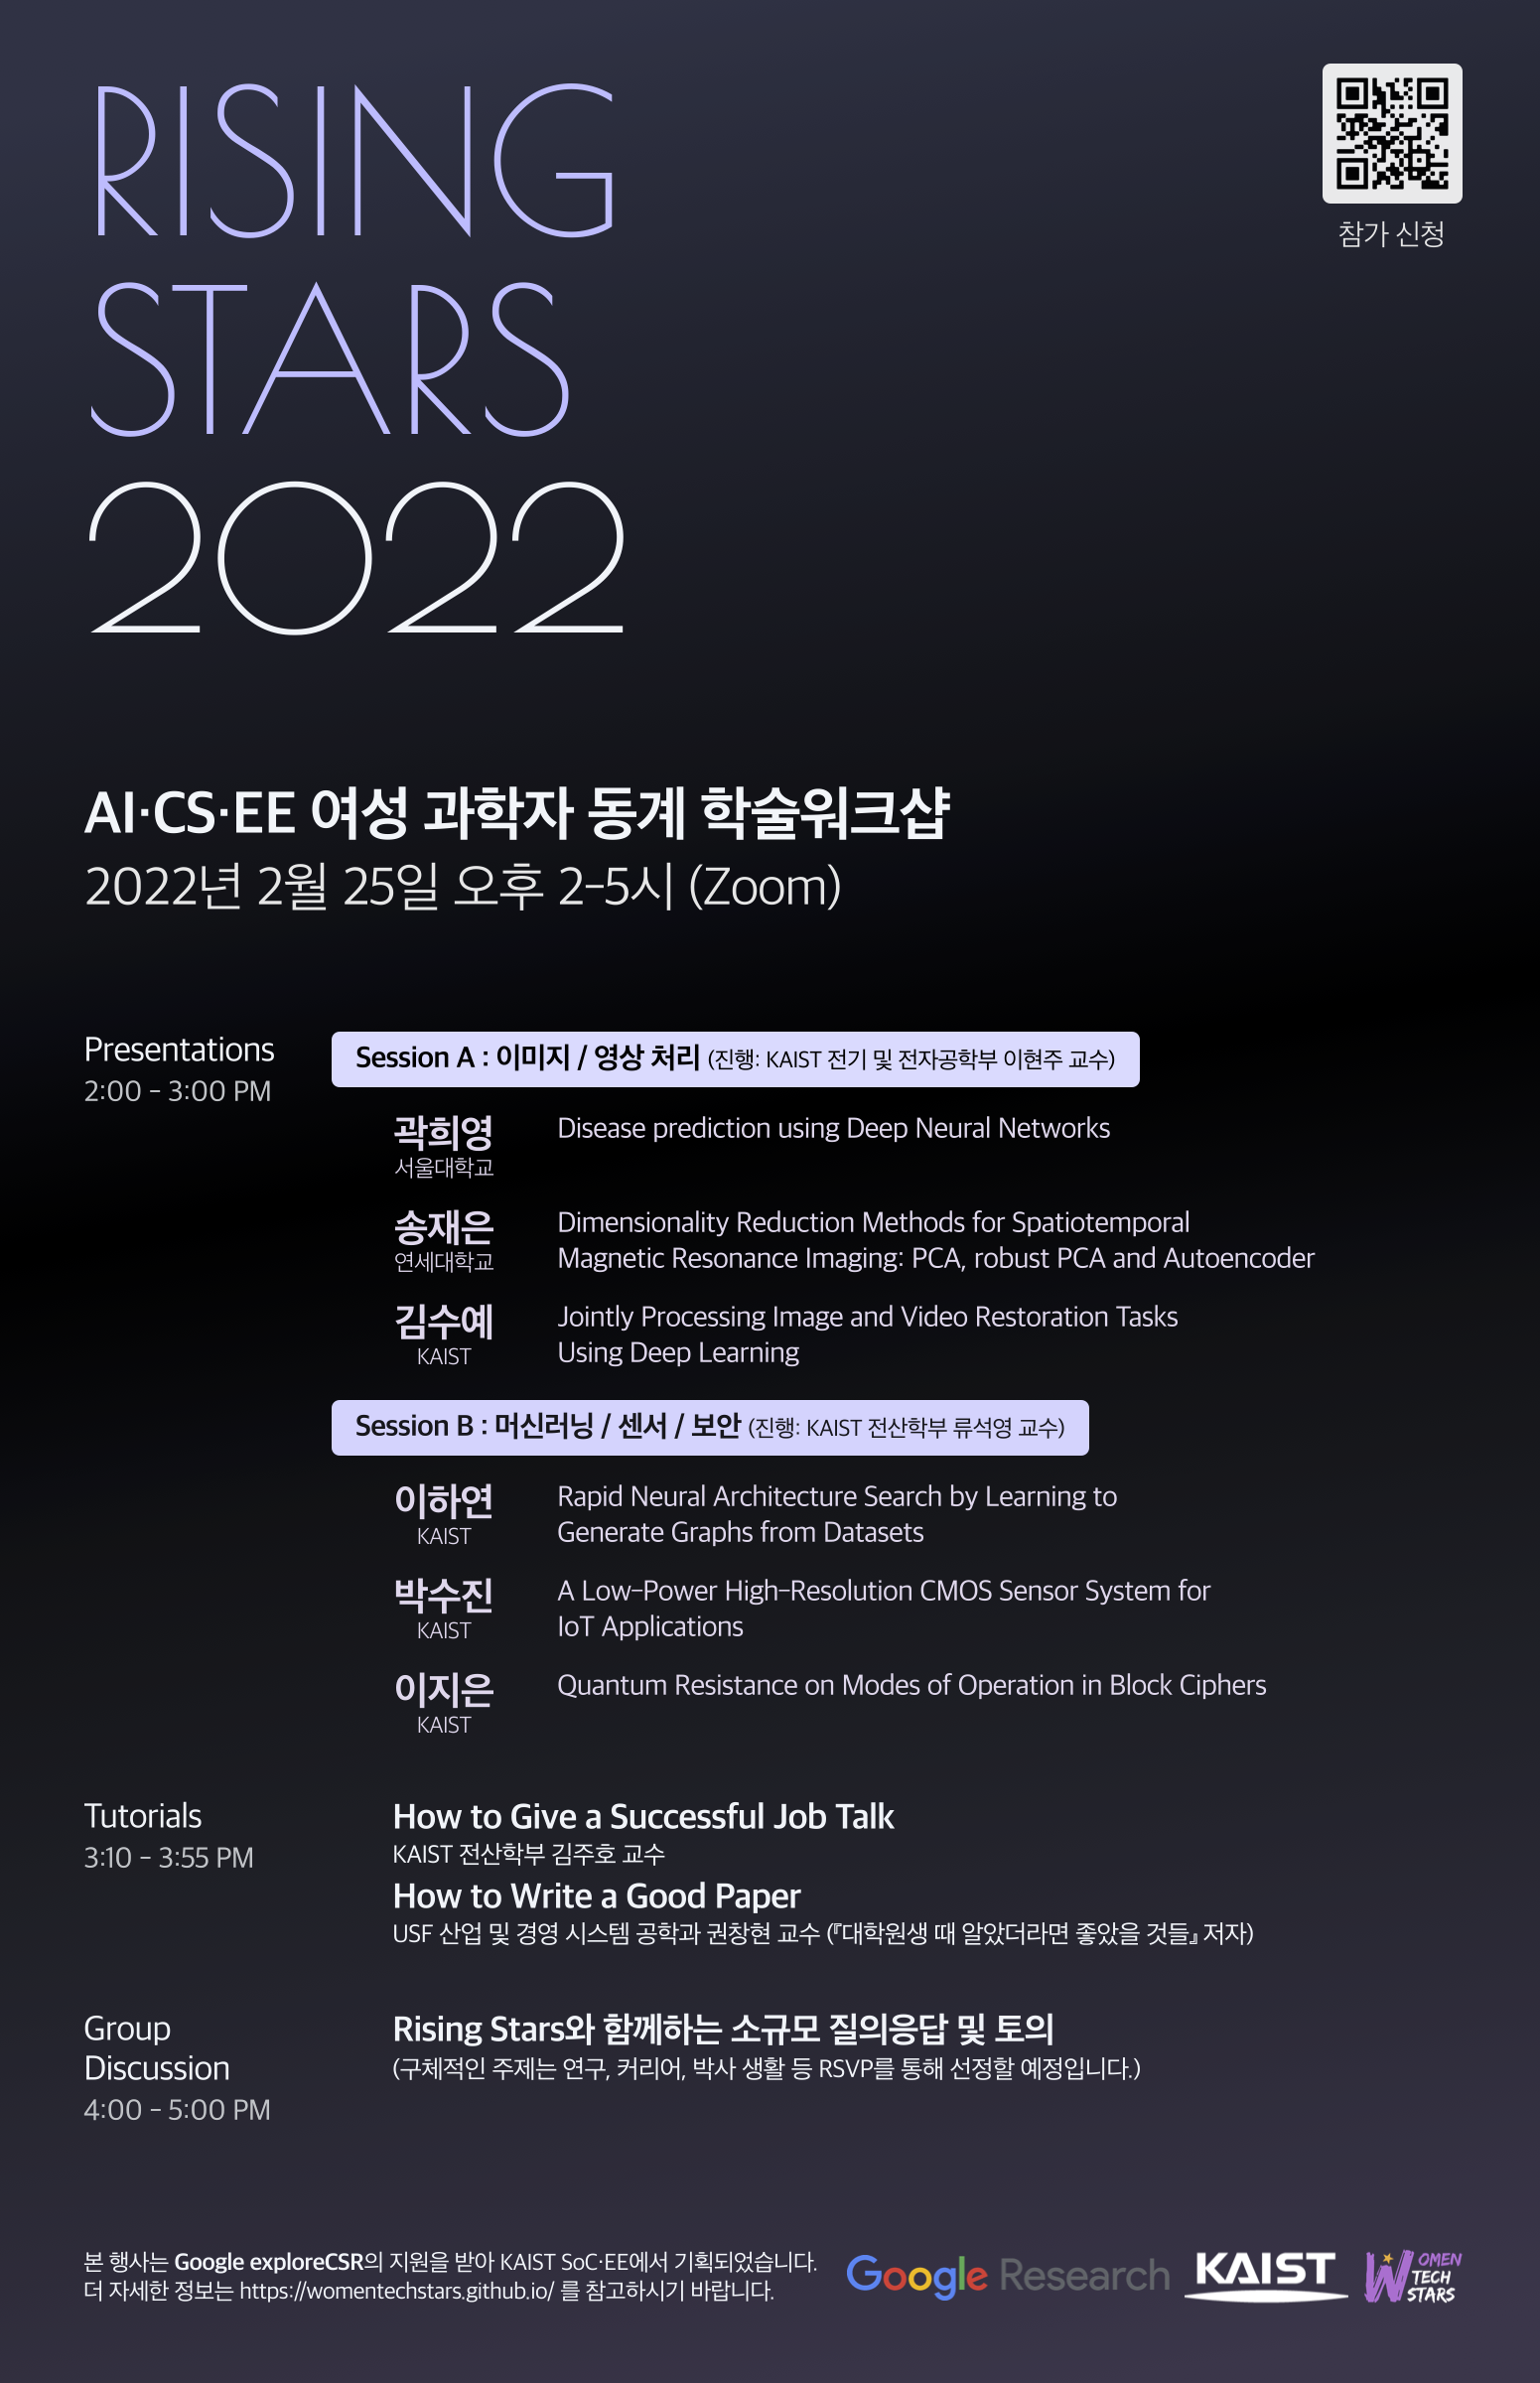 RISING
STARS
2022
참가 신청
AI·CS·EE 여성 과학자 동계 학술워크샵
2022년 2월 25일 오후 2-5시 (Zoom)
Presentations
2:00 - 3:00 PM
Session A : 이미지 / 영상 처리 (진행: KAIST 전기 및 전자공학부 이현주 교수)
곽희영
서울대학교
Disease prediction using Deep Neural Networks
송재은
연세대학교
Dimensionality Reduction Methods for Spatiotemporal
Magnetic Resonance Imaging: PCA, robust PCA and Autoencoder
김수예
KAIST
Jointly Processing Image and Video Restoration Tasks
Using Deep Learning
Session B : 머신러닝 / 센서 / 보안 (진행: KAIST 전산학부 류석영 교수)
이하연
KAIST
Rapid Neural Architecture Search by Learning to
Generate Graphs from Datasets
박수진
KAIST
A Low-Power High-Resolution CMOS Sensor System for
IoT Applications
이지은
KAIST
Quantum Resistance on Modes of Operation in Block Ciphers
Tutorials
3:10 - 3:55 PM
How to Give a Successful Job Talk
KAIST 전산학부 김주호 교수
How to Write a Good Paper
USF 산업 및 경영 시스템 공학과 권창현 교수 (『대학원생 때 알았더라면 좋았을 것들』 저자)
Group
Discussion
4:00 - 5:00 PM
Rising Stars와 함께하는 소규모 질의응답 및 토의
(구체적인 주제는 연구, 커리어, 박사 생활 등 RSVP를 통해 선정할 예정입니다.)
본 행사는 Google exploreCSR의 지원을 받아 KAIST SoC·EE에서 기획되었습니다.
더 자세한 정보는 https://womentechstars.github.io/ 를 참고하시기 바랍니다.
Google Research
KAIST
WOMEN
TECH
STARS